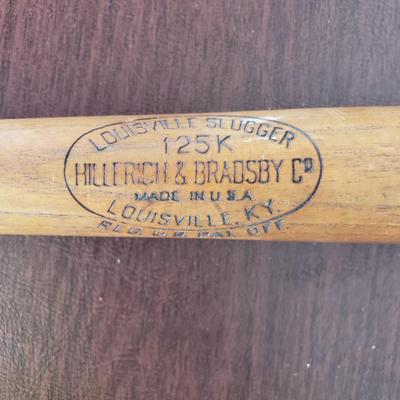 LOUISVILLE SLUGGER
125K
HILLERICH & BRADSBY Cº
MADE IN U.S.A
LOUISVILLE, KY.
REG. U.S. PAT. OFF.